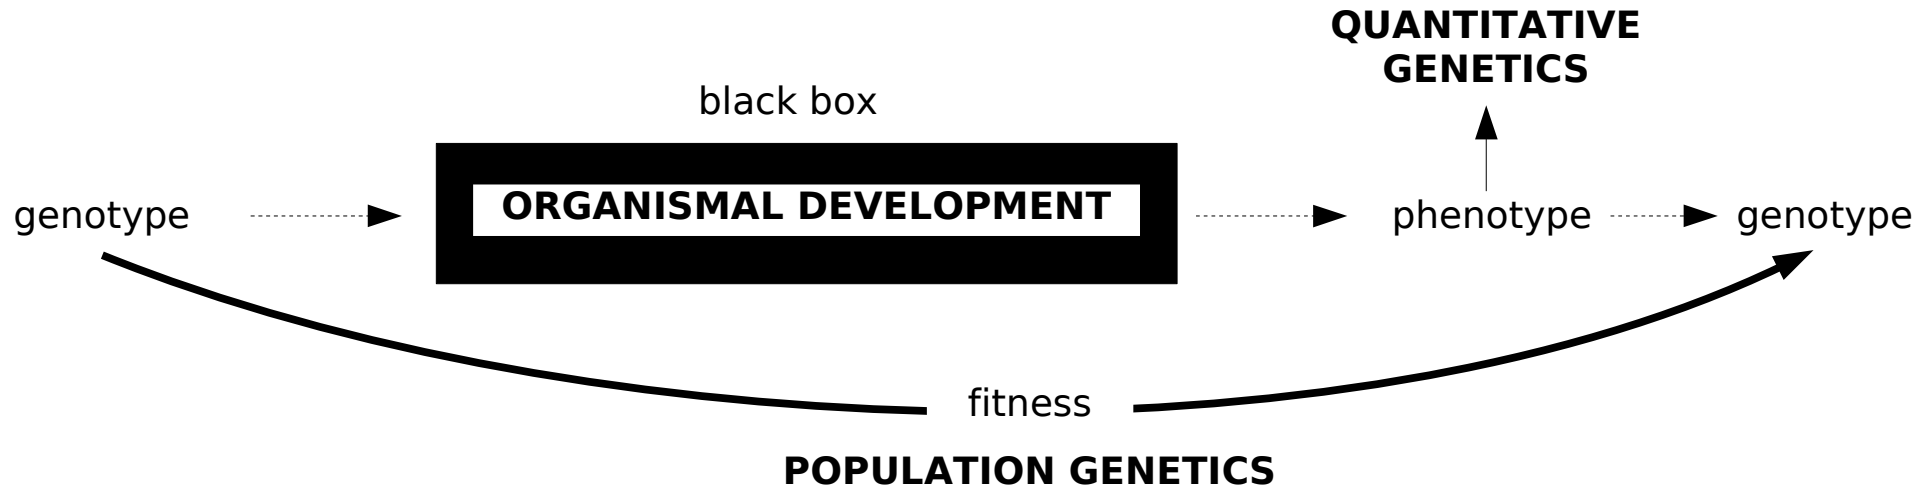 QUANTITATIVE
GENETICS
black box
ORGANISMAL DEVELOPMENT
genotype
phenotype
genotype
fitness
POPULATION GENETICS